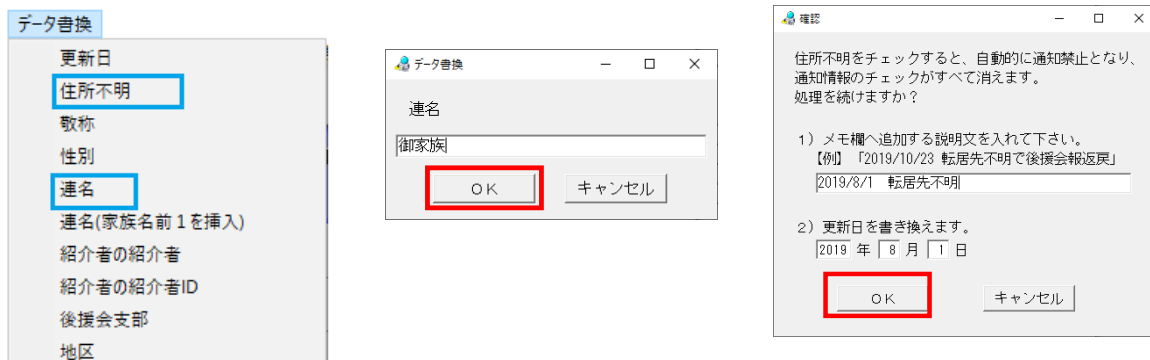 データ書換
更新日
住所不明
敬称
性別
連名
連名(家族名前1を挿入)
紹介者の紹介者
紹介者の紹介者ID
後援会支部
地区
データ書換
連名
御家族
OK
キャンセル
確認
住所不明をチェックすると、自動的に通知禁止となり、
通知情報のチェックがすべて消えます。
処理を続けますか?
1)メモ欄へ追加する説明文を入れて下さい。
【例】「2019/10/23 転居先不明で後援会報返戻」
2019/8/1 転居先不明
2)更新日を書き換えます。
2019 年 8 月 1 日
OK
キャンセル